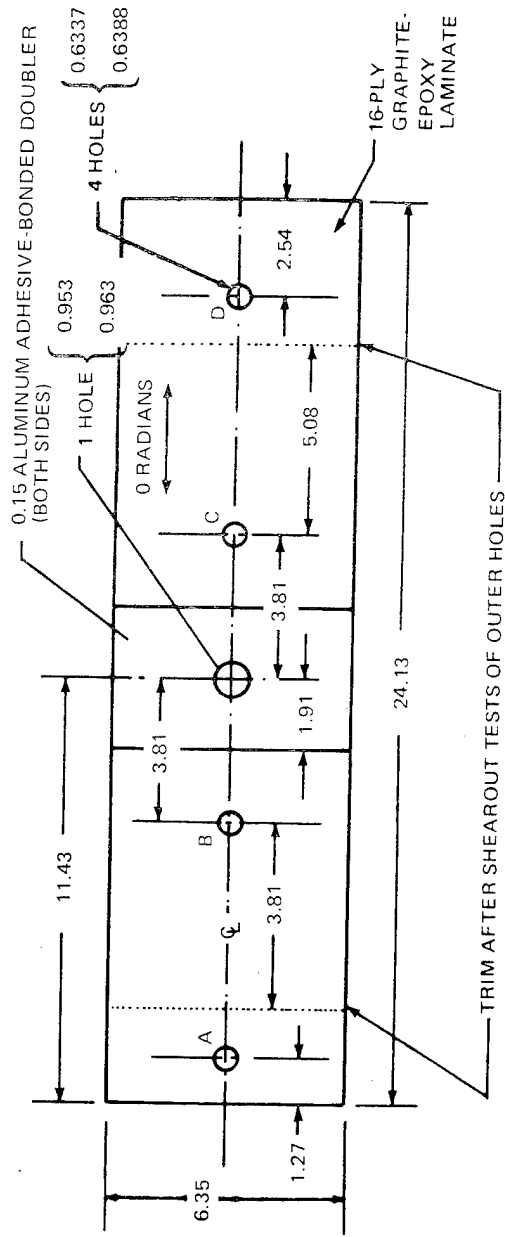 0.15 ALUMINUM ADHESIVE-BONDED DOUBLER
(BOTH SIDES)
1 HOLE
0.953
0.963
4 HOLES
0.6337
0.6388
11.43
3.81
0 RADIANS
A
B
C
D
℄
16-PLY
GRAPHITE-
EPOXY
LAMINATE
6.35
1.27
3.81
1.91
3.81
5.08
2.54
24.13
TRIM AFTER SHEAROUT TESTS OF OUTER HOLES